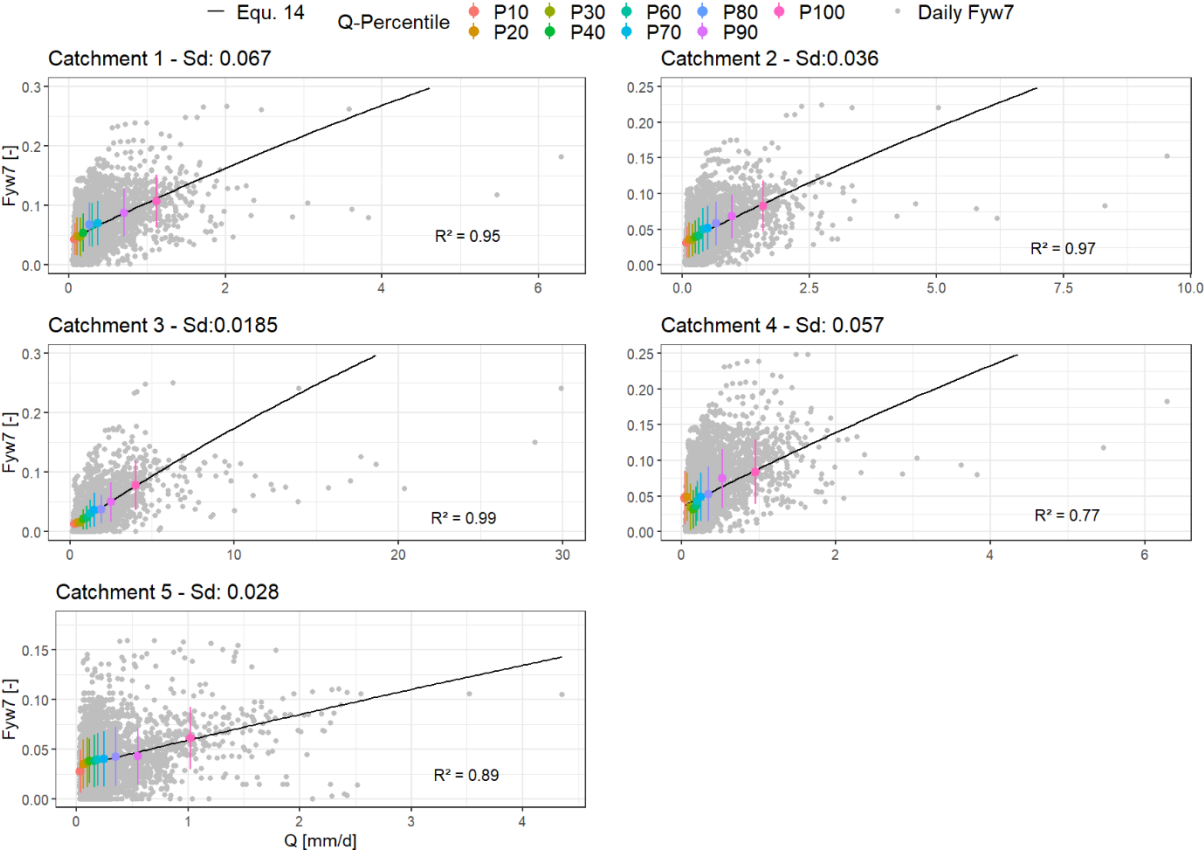 Equ. 14 Q-Percentile P10 P30 P60 P80 P100 Daily Fyw7
P20 P40 P70 P90
Catchment 1 - Sd: 0.067
0.3
0.2
0.1
0.0
Fyw7 [-]
R² = 0.95
0 2 4 6
Catchment 2 - Sd:0.036
0.25
0.20
0.15
0.10
0.05
0.00
R² = 0.97
0.0 2.5 5.0 7.5 10.0
Catchment 3 - Sd:0.0185
0.3
0.2
0.1
0.0
Fyw7 [-]
R² = 0.99
0 10 20 30
Catchment 4 - Sd: 0.057
0.25
0.20
0.15
0.10
0.05
0.00
R² = 0.77
0 2 4 6
Catchment 5 - Sd: 0.028
0.15
0.10
0.05
0.00
Fyw7 [-]
R² = 0.89
0 1 2 3 4
Q [mm/d]